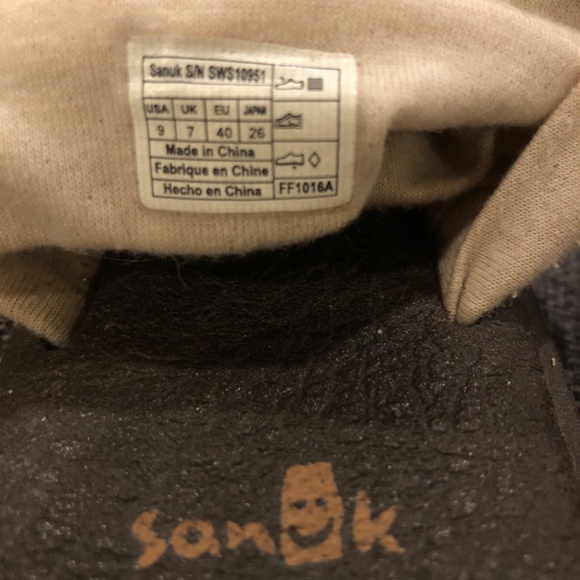 Sanuk S/N SWS10951
USA UK EU JAPAN
9 7 40 26
Made in China
Fabrique en Chine
Hecho en China FF1016A
sanuk